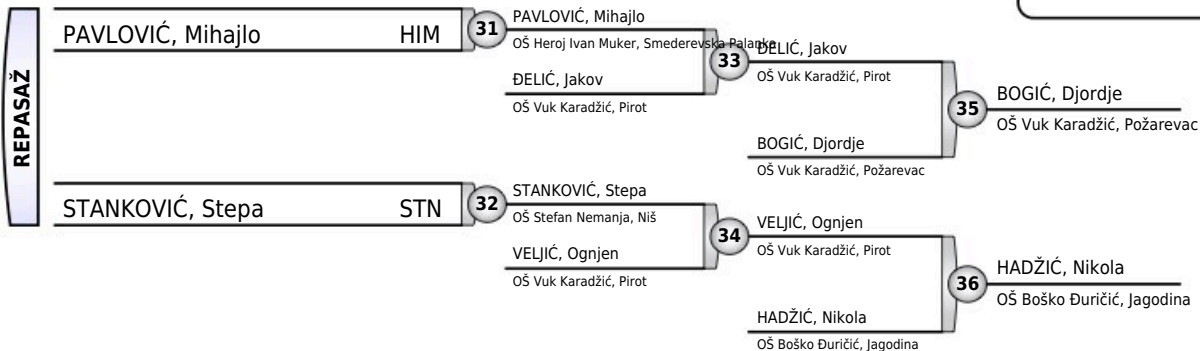 REPASAŽ
PAVLOVIĆ, Mihajlo HIM
31
PAVLOVIĆ, Mihajlo
OŠ Heroj Ivan Muker, Smederevska Palanka
ĐELIĆ, Jakov
OŠ Vuk Karadžić, Pirot
33
ĐELIĆ, Jakov
OŠ Vuk Karadžić, Pirot
BOGIĆ, Djordje
OŠ Vuk Karadžić, Požarevac
35
BOGIĆ, Djordje
OŠ Vuk Karadžić, Požarevac
STANKOVIĆ, Stepa STN
32
STANKOVIĆ, Stepa
OŠ Stefan Nemanja, Niš
VELJIĆ, Ognjen
OŠ Vuk Karadžić, Pirot
34
VELJIĆ, Ognjen
OŠ Vuk Karadžić, Pirot
HADŽIĆ, Nikola
OŠ Boško Đuričić, Jagodina
36
HADŽIĆ, Nikola
OŠ Boško Đuričić, Jagodina